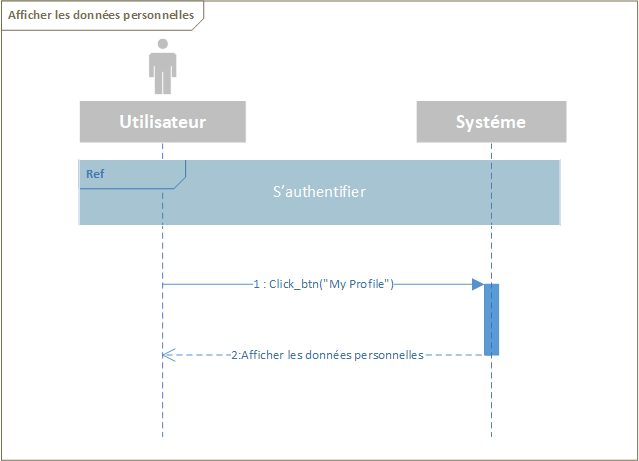 Afficher les données personnelles
Utilisateur
Systéme
Ref
S'authentifier
1 : Click_btn("My Profile")
2:Afficher les données personnelles